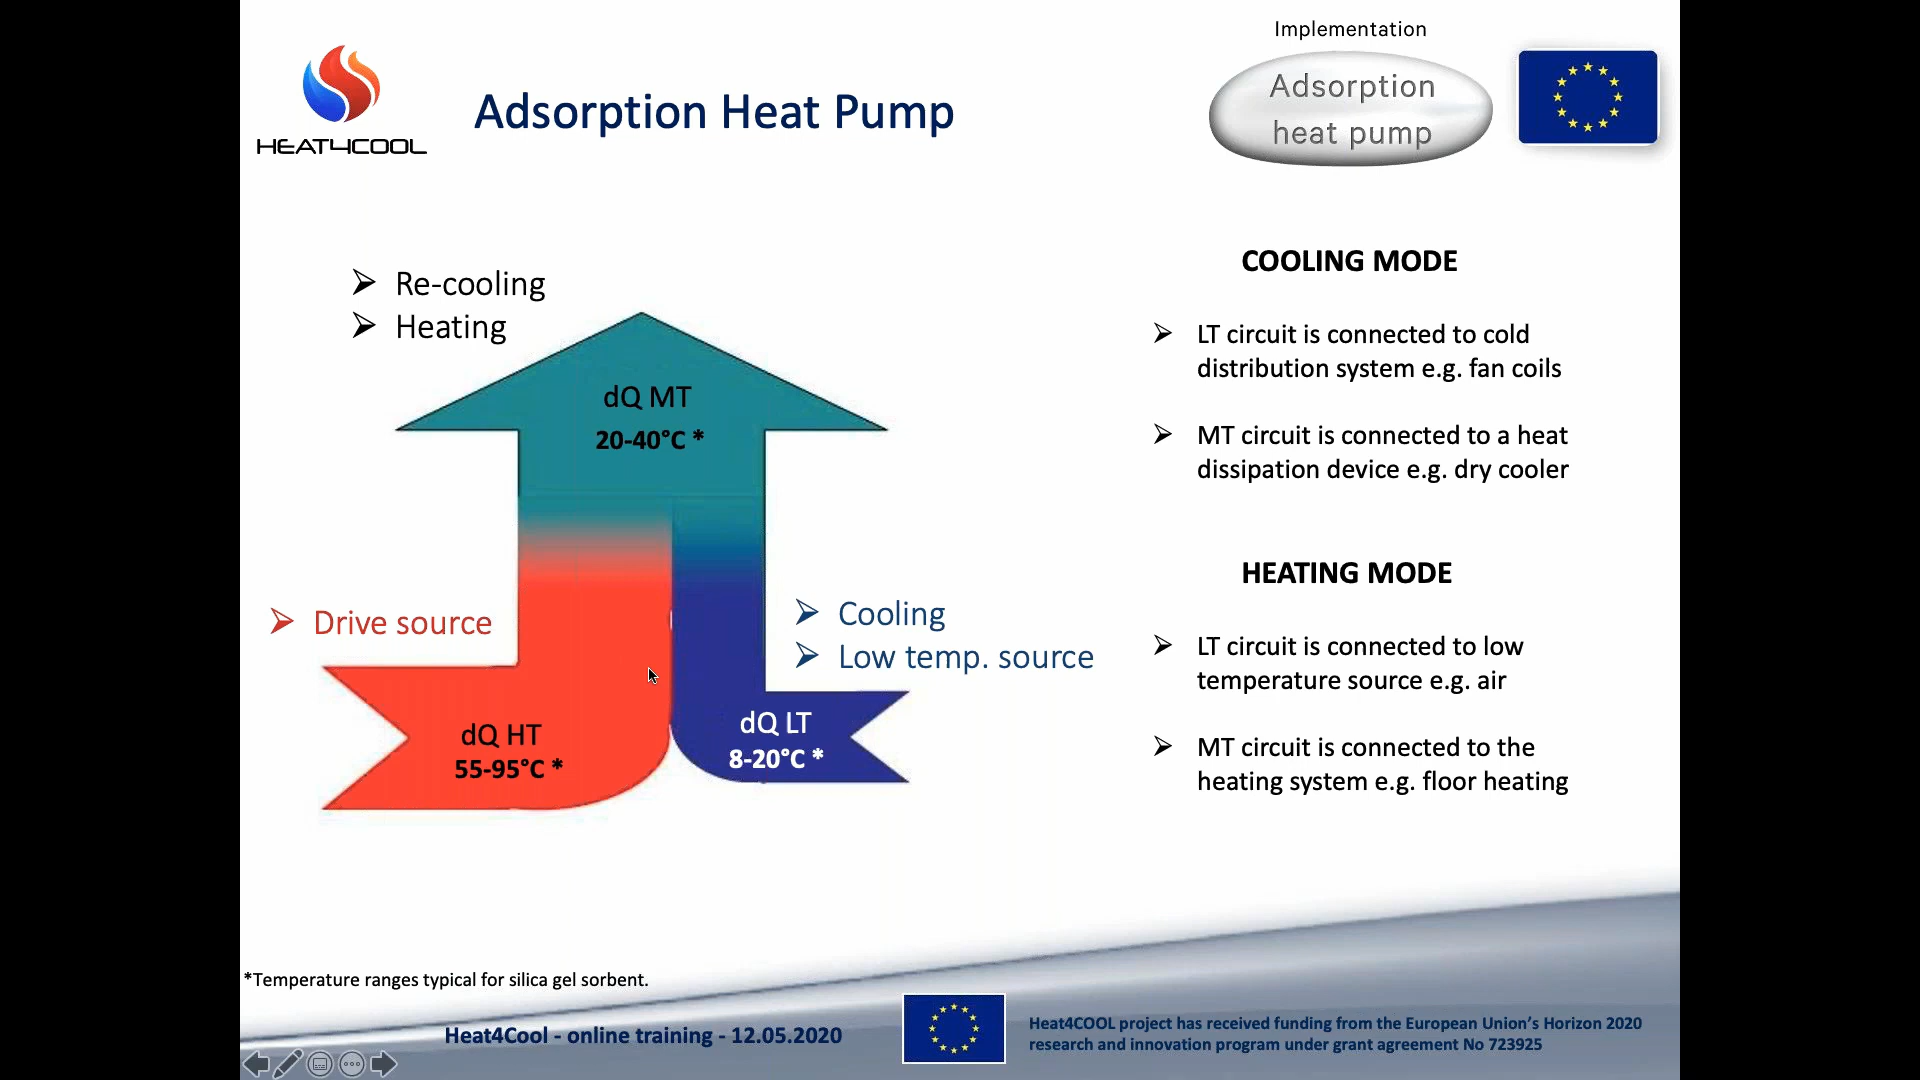 Implementation
Adsorption
heat pump
HEAT4COOL
Adsorption Heat Pump
➢ Re-cooling
➢ Heating
dQ MT
20-40°C *
➢ Drive source
➢ Cooling
➢ Low temp. source
dQ HT
55-95°C *
dQ LT
8-20°C *
COOLING MODE
➢ LT circuit is connected to cold
distribution system e.g. fan coils
➢ MT circuit is connected to a heat
dissipation device e.g. dry cooler
HEATING MODE
➢ LT circuit is connected to low
temperature source e.g. air
➢ MT circuit is connected to the
heating system e.g. floor heating
*Temperature ranges typical for silica gel sorbent.
Heat4Cool - online training - 12.05.2020
Heat4COOL project has received funding from the European Union’s Horizon 2020
research and innovation program under grant agreement No 723925